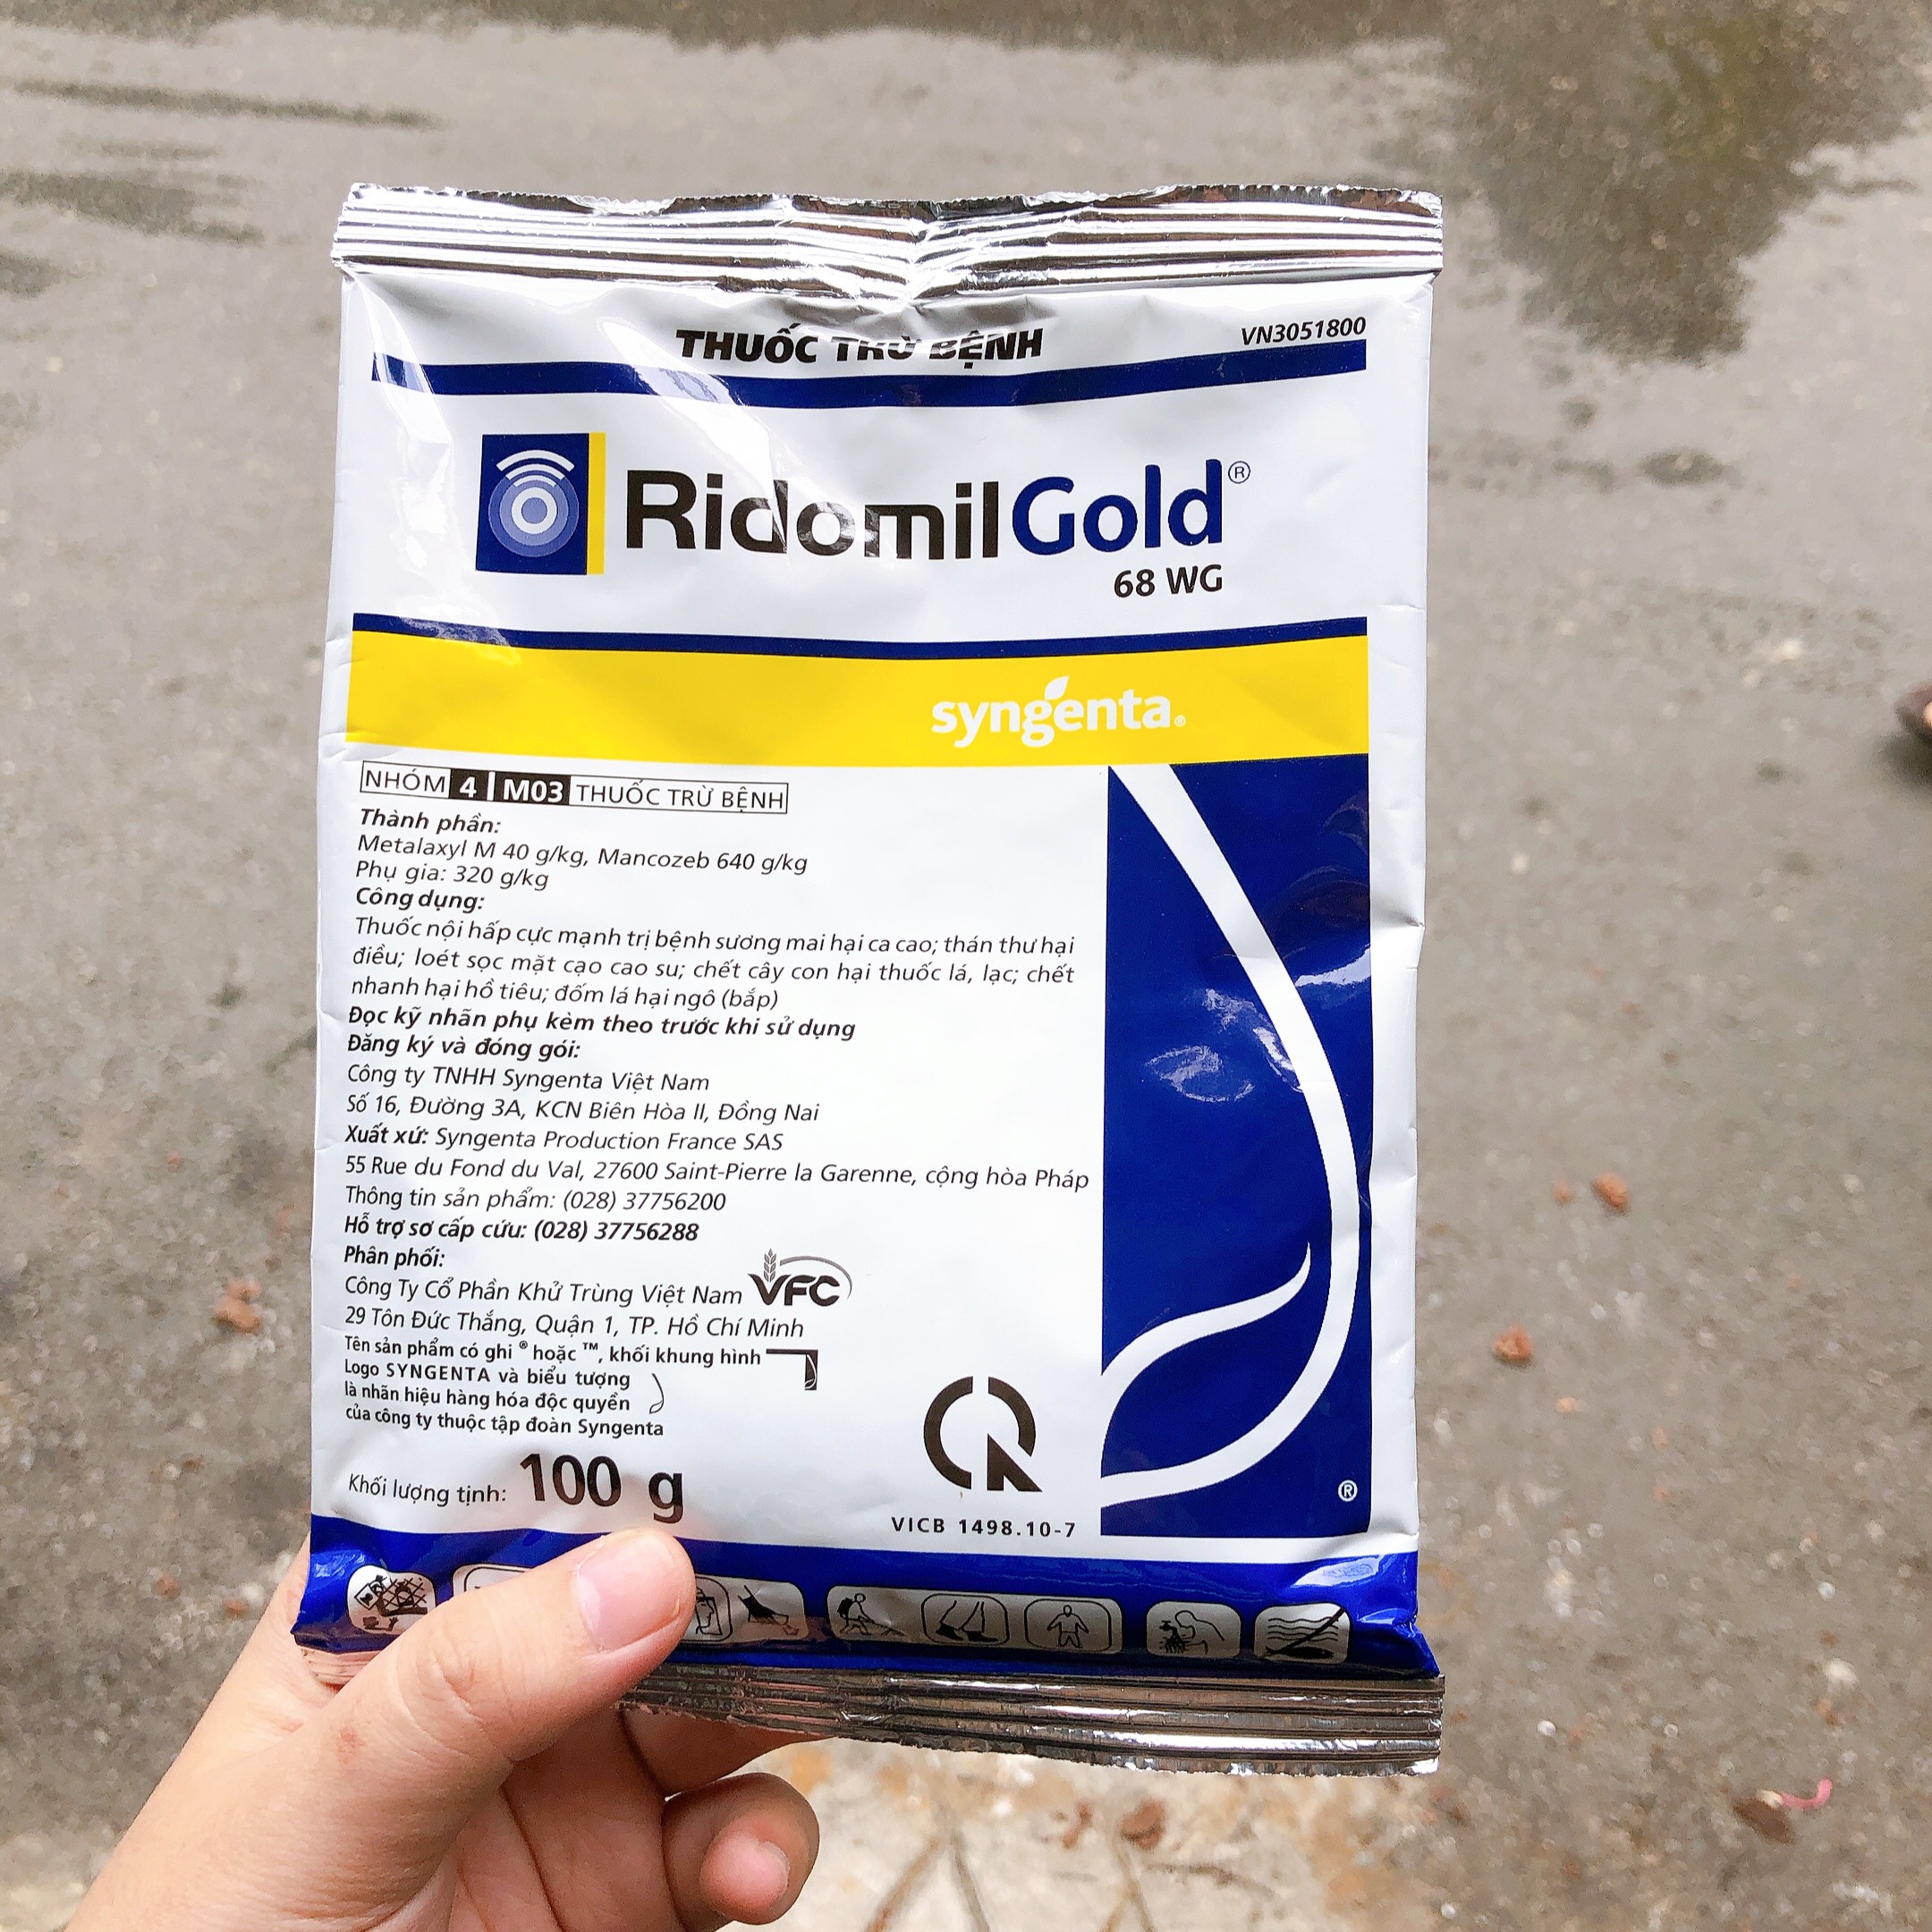 THUỐC TRỪ BỆNH
VN3051800
RidomilGold®
68 WG
syngenta®
NHÓM 4 | M03 THUỐC TRỪ BỆNH
Thành phần:
Metalaxyl M 40 g/kg, Mancozeb 640 g/kg
Phụ gia: 320 g/kg
Công dụng:
Thuốc nội hấp cực mạnh trị bệnh sương mai hại ca cao; thán thư hại
điều; loét sọc mặt cạo cao su; chết cây con hại thuốc lá, lạc; chết
nhanh hại hồ tiêu; đốm lá hại ngô (bắp)
Đọc kỹ nhãn phụ kèm theo trước khi sử dụng
Đăng ký và đóng gói:
Công ty TNHH Syngenta Việt Nam
Số 16, Đường 3A, KCN Biên Hòa II, Đồng Nai
Xuất xứ: Syngenta Production France SAS
55 Rue du Fond du Val, 27600 Saint-Pierre la Garenne, cộng hòa Pháp
Thông tin sản phẩm: (028) 37756200
Hỗ trợ sơ cấp cứu: (028) 37756288
Phân phối:
Công Ty Cổ Phần Khử Trùng Việt Nam VFC
29 Tôn Đức Thắng, Quận 1, TP. Hồ Chí Minh
Tên sản phẩm có ghi ® hoặc ™, khối khung hình
Logo SYNGENTA và biểu tượng
là nhãn hiệu hàng hóa độc quyền
của công ty thuộc tập đoàn Syngenta
Khối lượng tịnh: 100 g
VICB 1498.10-7
®